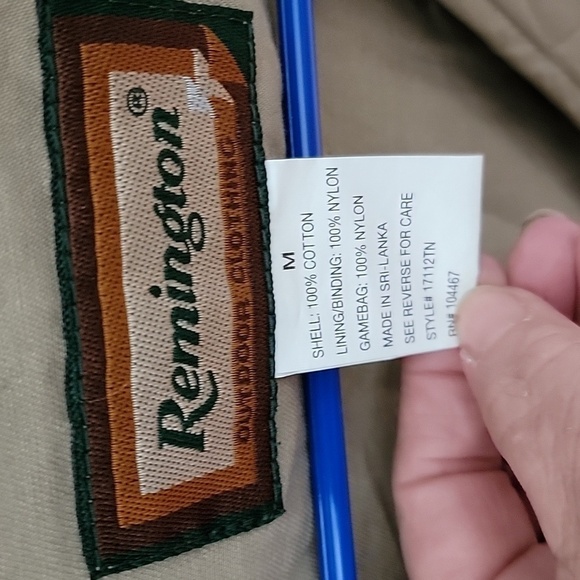 Remington®
OUTDOOR CLOTHING
M
SHELL: 100% COTTON
LINING/BINDING: 100% NYLON
GAMEBAG: 100% NYLON
MADE IN SRI-LANKA
SEE REVERSE FOR CARE
STYLE# 17112TN
RN# 104467